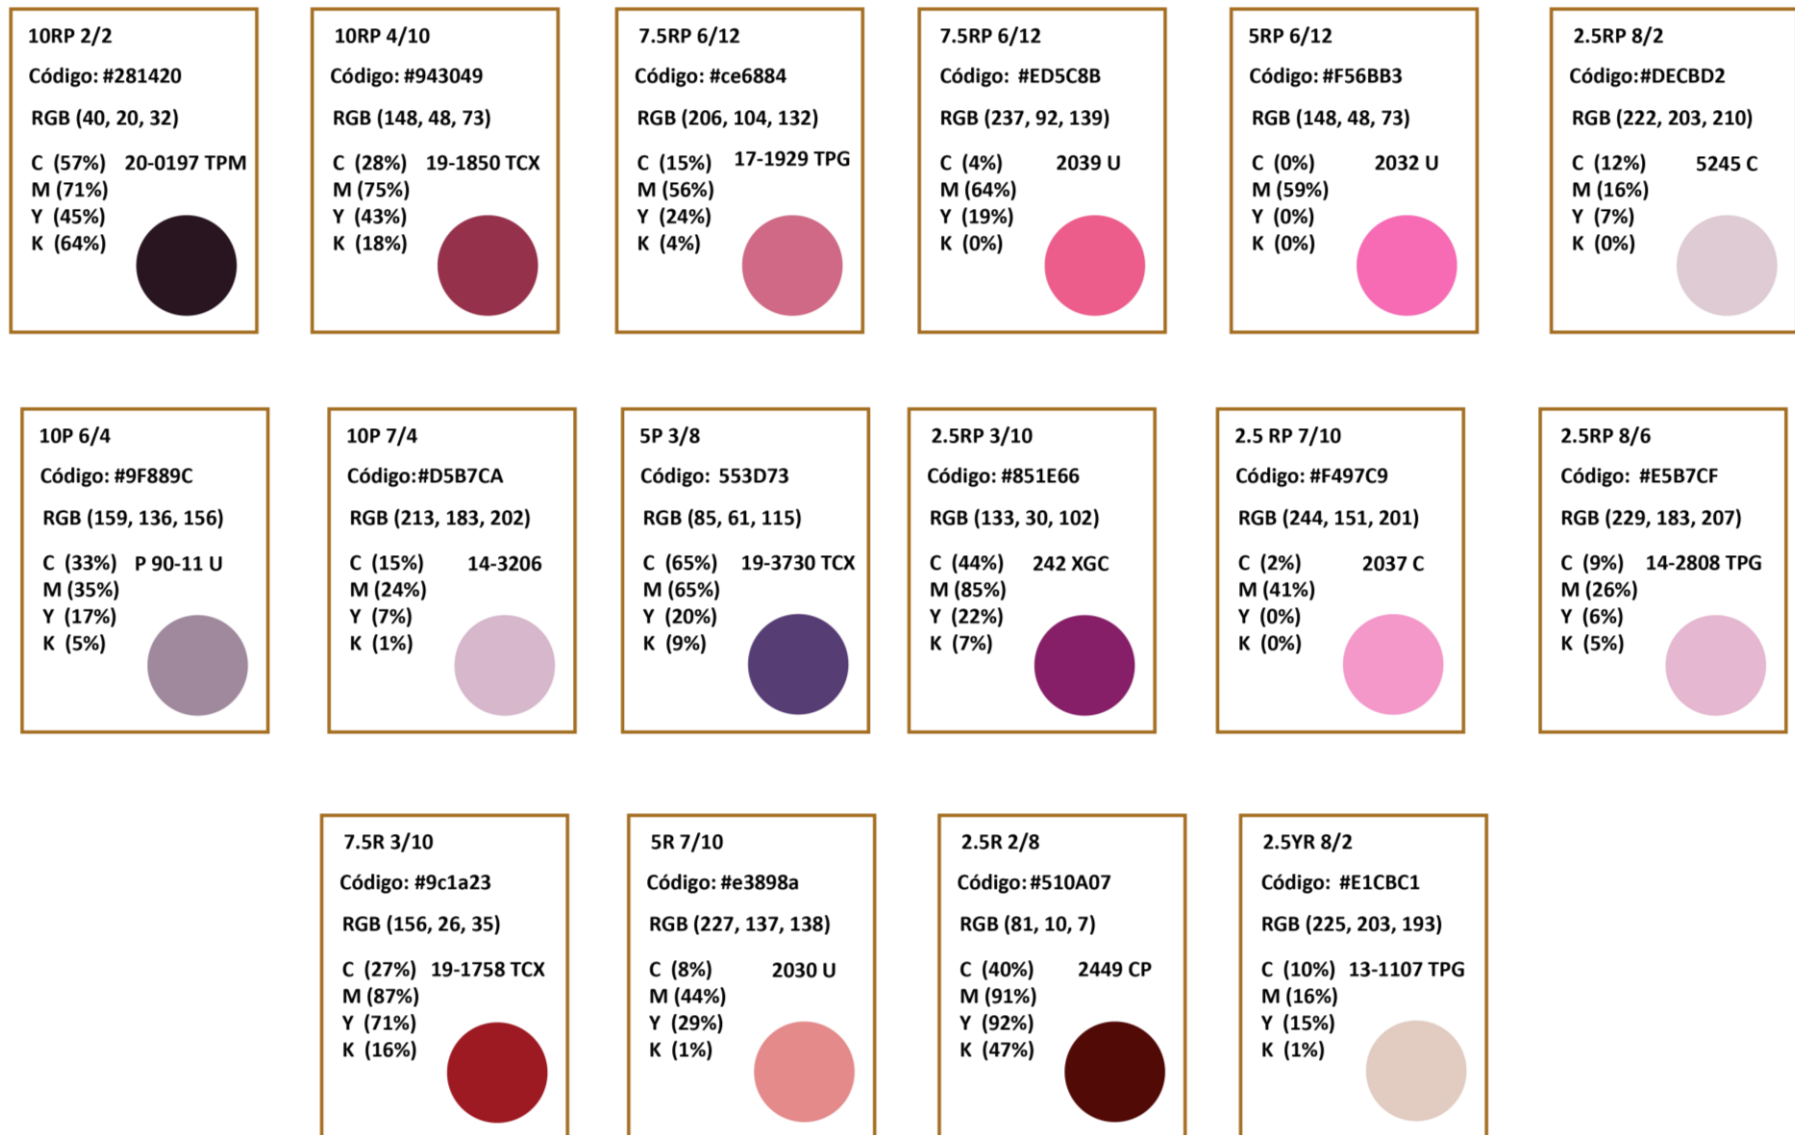 10RP 2/2
Código: #281420
RGB (40, 20, 32)
C (57%) 20-0197 TPM
M (71%)
Y (45%)
K (64%)
10RP 4/10
Código: #943049
RGB (148, 48, 73)
C (28%) 19-1850 TCX
M (75%)
Y (43%)
K (18%)
7.5RP 6/12
Código: #ce6884
RGB (206, 104, 132)
C (15%) 17-1929 TPG
M (56%)
Y (24%)
K (4%)
7.5RP 6/12
Código: #ED5C8B
RGB (237, 92, 139)
C (4%) 2039 U
M (64%)
Y (19%)
K (0%)
5RP 6/12
Código: #F56BB3
RGB (148, 48, 73)
C (0%) 2032 U
M (59%)
Y (0%)
K (0%)
2.5RP 8/2
Código:#DECBD2
RGB (222, 203, 210)
C (12%) 5245 C
M (16%)
Y (7%)
K (0%)
10P 6/4
Código: #9F889C
RGB (159, 136, 156)
C (33%) P 90-11 U
M (35%)
Y (17%)
K (5%)
10P 7/4
Código:#D5B7CA
RGB (213, 183, 202)
C (15%) 14-3206
M (24%)
Y (7%)
K (1%)
5P 3/8
Código: 553D73
RGB (85, 61, 115)
C (65%) 19-3730 TCX
M (65%)
Y (20%)
K (9%)
2.5RP 3/10
Código: #851E66
RGB (133, 30, 102)
C (44%) 242 XGC
M (85%)
Y (22%)
K (7%)
2.5 RP 7/10
Código: #F497C9
RGB (244, 151, 201)
C (2%) 2037 C
M (41%)
Y (0%)
K (0%)
2.5RP 8/6
Código: #E5B7CF
RGB (229, 183, 207)
C (9%) 14-2808 TPG
M (26%)
Y (6%)
K (5%)
7.5R 3/10
Código: #9c1a23
RGB (156, 26, 35)
C (27%) 19-1758 TCX
M (87%)
Y (71%)
K (16%)
5R 7/10
Código: #e3898a
RGB (227, 137, 138)
C (8%) 2030 U
M (44%)
Y (29%)
K (1%)
2.5R 2/8
Código:#510A07
RGB (81, 10, 7)
C (40%) 2449 CP
M (91%)
Y (92%)
K (47%)
2.5YR 8/2
Código: #E1CBC1
RGB (225, 203, 193)
C (10%) 13-1107 TPG
M (16%)
Y (15%)
K (1%)